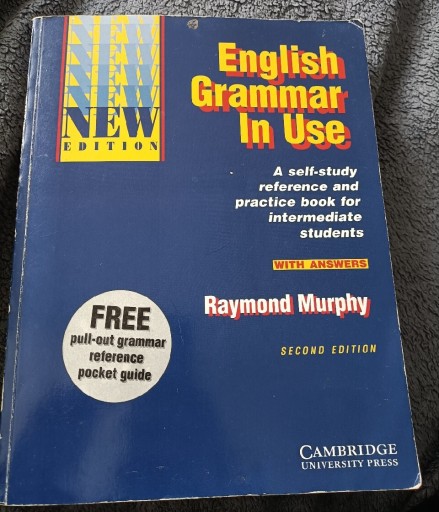 NEW
NEW
NEW
NEW
NEW
EDITION
English
Grammar
In Use
A self-study
reference and
practice book for
intermediate
students
WITH ANSWERS
Raymond Murphy
SECOND EDITION
FREE
pull-out grammar
reference
pocket guide
CAMBRIDGE
UNIVERSITY PRESS